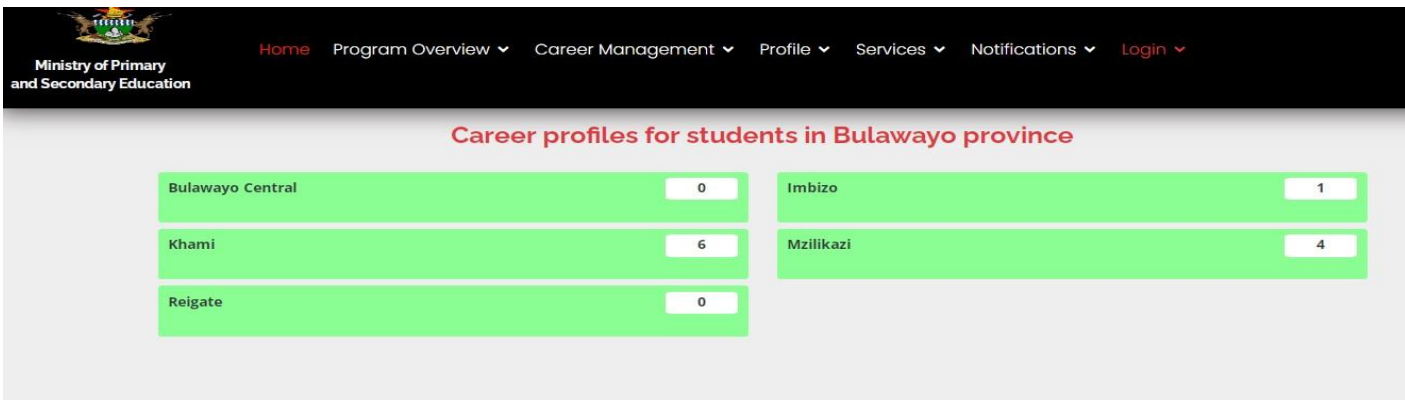 Ministry of Primary
and Secondary Education
Home Program Overview Career Management Profile Services Notifications Login
Career profiles for students in Bulawayo province
Bulawayo Central 0
Imbizo 1
Khami 6
Mzilikazi 4
Reigate 0